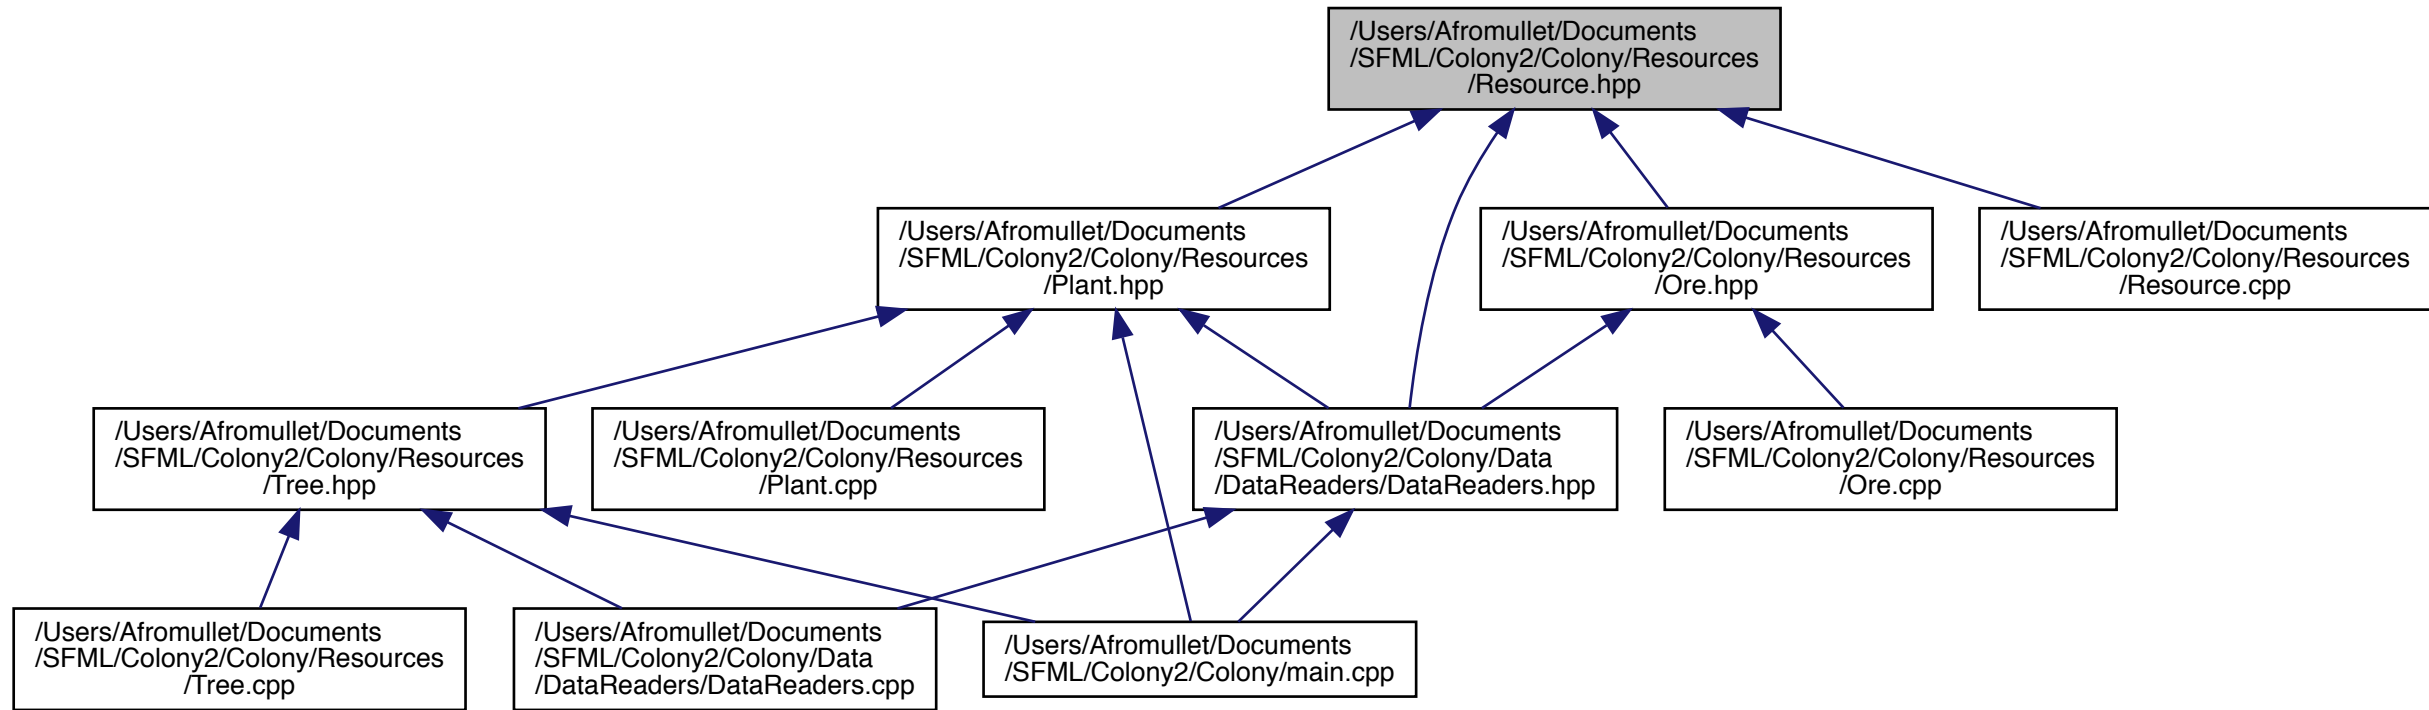 /Users/Afromullet/Documents
/SFML/Colony2/Colony/Resources
/Resource.hpp
/Users/Afromullet/Documents
/SFML/Colony2/Colony/Resources
/Plant.hpp
/Users/Afromullet/Documents
/SFML/Colony2/Colony/Resources
/Ore.hpp
/Users/Afromullet/Documents
/SFML/Colony2/Colony/Resources
/Resource.cpp
/Users/Afromullet/Documents
/SFML/Colony2/Colony/Resources
/Tree.hpp
/Users/Afromullet/Documents
/SFML/Colony2/Colony/Resources
/Plant.cpp
/Users/Afromullet/Documents
/SFML/Colony2/Colony/Data
/DataReaders/DataReaders.hpp
/Users/Afromullet/Documents
/SFML/Colony2/Colony/Resources
/Ore.cpp
/Users/Afromullet/Documents
/SFML/Colony2/Colony/Resources
/Tree.cpp
/Users/Afromullet/Documents
/SFML/Colony2/Colony/Data
/DataReaders/DataReaders.cpp
/Users/Afromullet/Documents
/SFML/Colony2/Colony/main.cpp